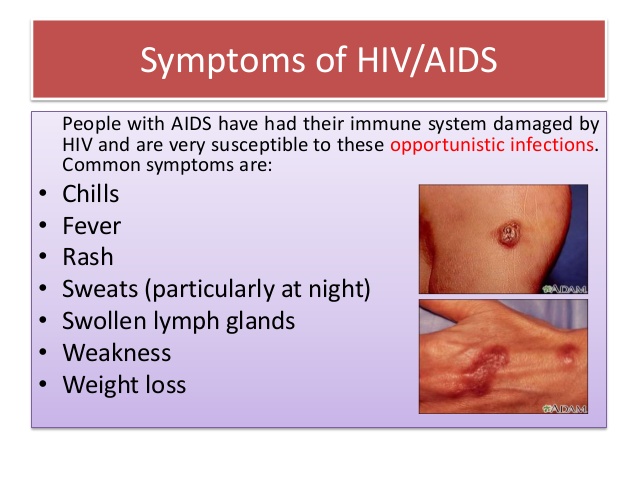 Symptoms of HIV/AIDS
People with AIDS have had their immune system damaged by
HIV and are very susceptible to these opportunistic infections.
Common symptoms are:
• Chills
• Fever
• Rash
• Sweats (particularly at night)
• Swollen lymph glands
• Weakness
• Weight loss
ADAM
ADAM